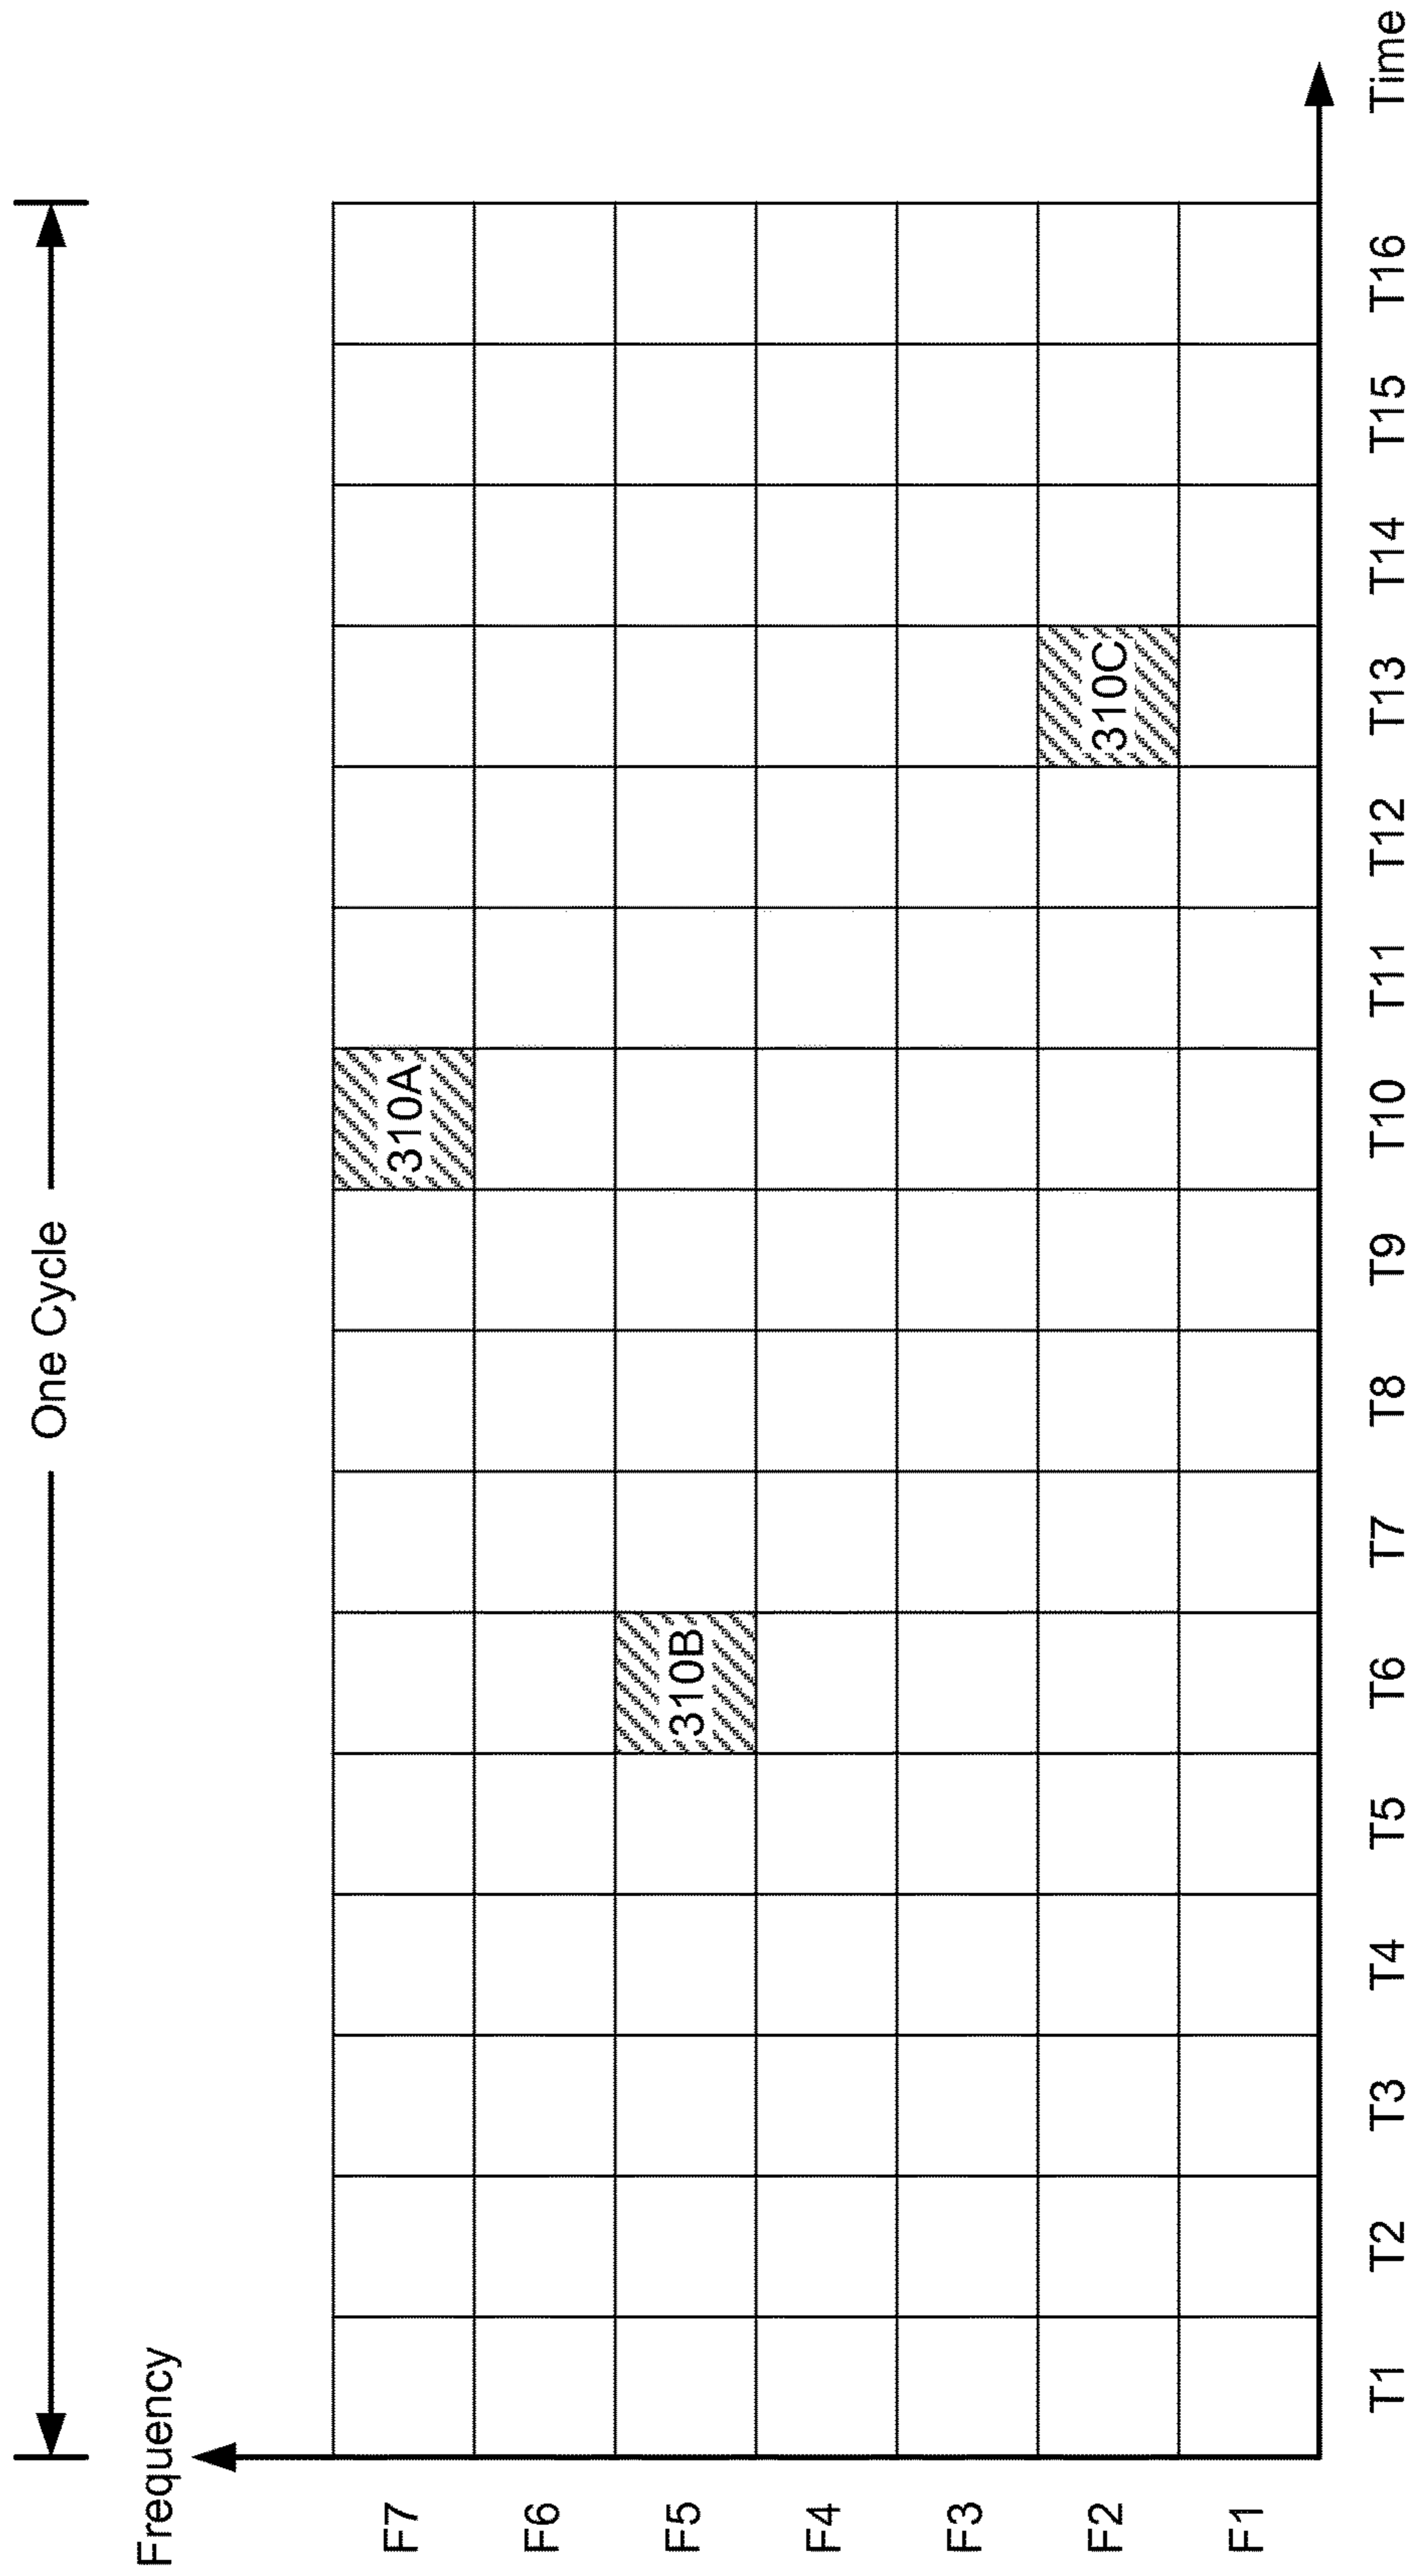 One Cycle
Frequency
F7
310A
F6
F5
310B
F4
F3
F2
310C
F1
T1 T2 T3 T4 T5 T6 T7 T8 T9 T10 T11 T12 T13 T14 T15 T16 Time